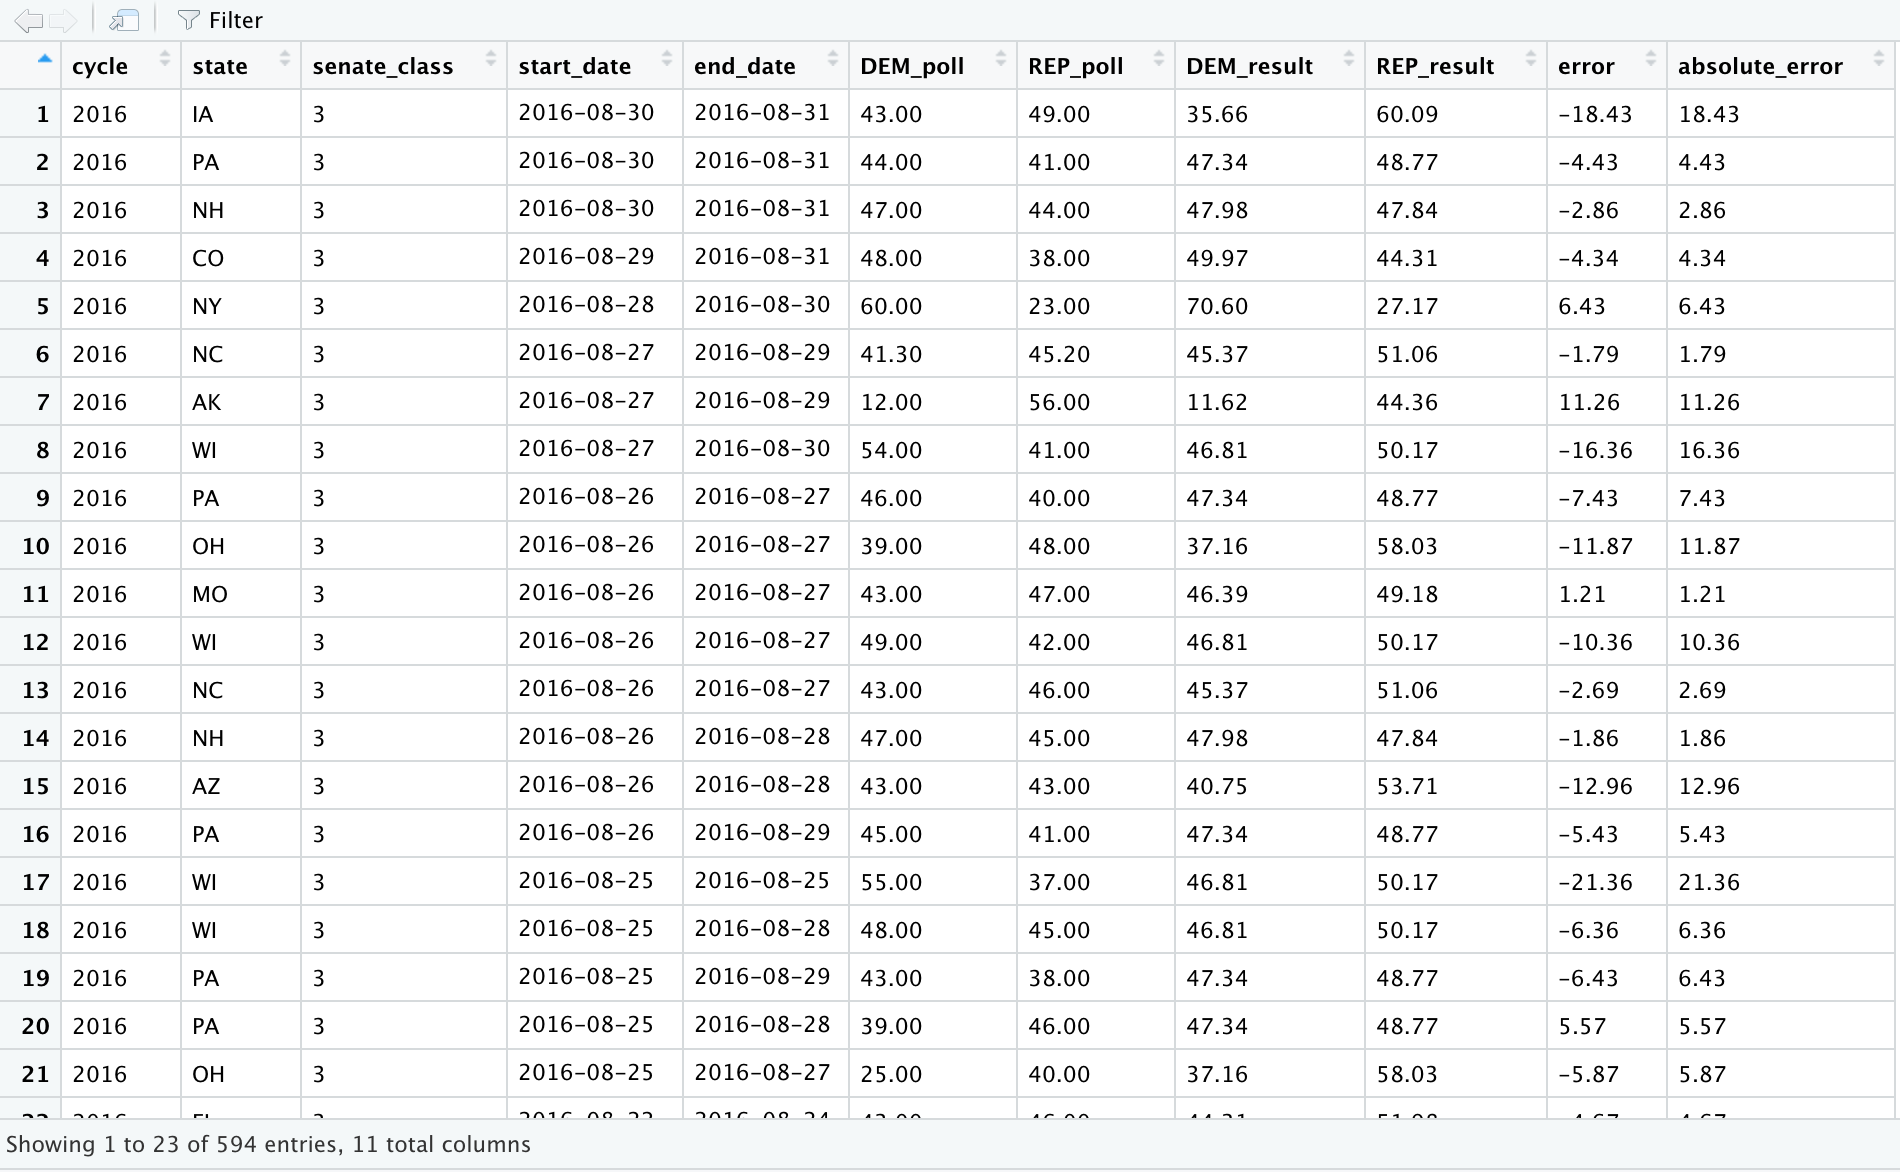 Filter
cycle state senate_class start_date end_date DEM_poll REP_poll DEM_result REP_result error absolute_error
1 2016 IA 3 2016-08-30 2016-08-31 43.00 49.00 35.66 60.09 -18.43 18.43
2 2016 PA 3 2016-08-30 2016-08-31 44.00 41.00 47.34 48.77 -4.43 4.43
3 2016 NH 3 2016-08-30 2016-08-31 47.00 44.00 47.98 47.84 -2.86 2.86
4 2016 CO 3 2016-08-29 2016-08-31 48.00 38.00 49.97 44.31 -4.34 4.34
5 2016 NY 3 2016-08-28 2016-08-30 60.00 23.00 70.60 27.17 6.43 6.43
6 2016 NC 3 2016-08-27 2016-08-29 41.30 45.20 45.37 51.06 -1.79 1.79
7 2016 AK 3 2016-08-27 2016-08-29 12.00 56.00 11.62 44.36 11.26 11.26
8 2016 WI 3 2016-08-27 2016-08-30 54.00 41.00 46.81 50.17 -16.36 16.36
9 2016 PA 3 2016-08-26 2016-08-27 46.00 40.00 47.34 48.77 -7.43 7.43
10 2016 OH 3 2016-08-26 2016-08-27 39.00 48.00 37.16 58.03 -11.87 11.87
11 2016 MO 3 2016-08-26 2016-08-27 43.00 47.00 46.39 49.18 1.21 1.21
12 2016 WI 3 2016-08-26 2016-08-27 49.00 42.00 46.81 50.17 -10.36 10.36
13 2016 NC 3 2016-08-26 2016-08-27 43.00 46.00 45.37 51.06 -2.69 2.69
14 2016 NH 3 2016-08-26 2016-08-28 47.00 45.00 47.98 47.84 -1.86 1.86
15 2016 AZ 3 2016-08-26 2016-08-28 43.00 43.00 40.75 53.71 -12.96 12.96
16 2016 PA 3 2016-08-26 2016-08-29 45.00 41.00 47.34 48.77 -5.43 5.43
17 2016 WI 3 2016-08-25 2016-08-25 55.00 37.00 46.81 50.17 -21.36 21.36
18 2016 WI 3 2016-08-25 2016-08-28 48.00 45.00 46.81 50.17 -6.36 6.36
19 2016 PA 3 2016-08-25 2016-08-29 43.00 38.00 47.34 48.77 -6.43 6.43
20 2016 PA 3 2016-08-25 2016-08-28 39.00 46.00 47.34 48.77 5.57 5.57
21 2016 OH 3 2016-08-25 2016-08-27 25.00 40.00 37.16 58.03 -5.87 5.87
Showing 1 to 23 of 594 entries, 11 total columns